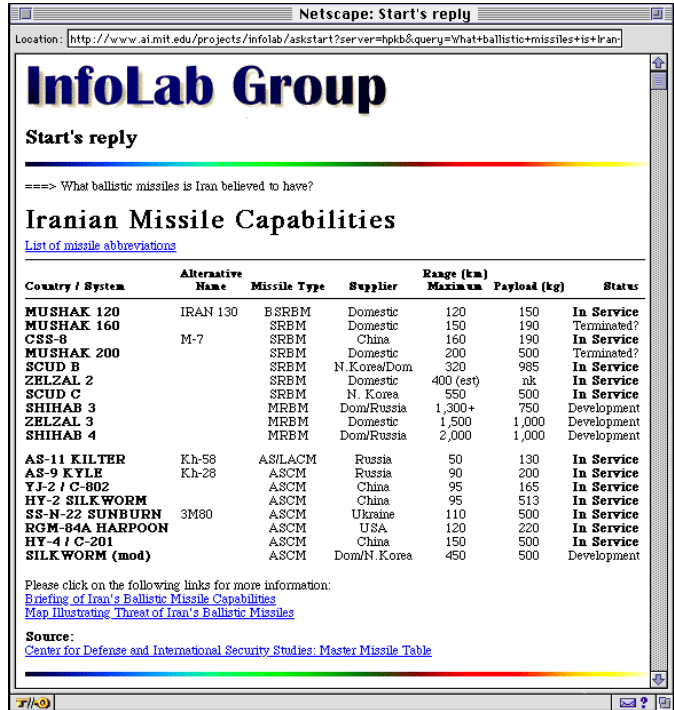 Netscape: Start's reply
Location: http://www.ai.mit.edu/projects/infolab/askstart?server=hpkb&query=What+ballistic+missiles+is+Iran-
InfoLab Group
Start's reply
===> What ballistic missiles is Iran believed to have?
Iranian Missile Capabilities
List of missile abbreviations
Alternative Range (km)
Country / System Name Missile Type Supplier Maximum Payload (kg) Status
MUSHAK 120 IRAN 130 BSRBM Domestic 120 150 In Service
MUSHAK 160 SRBM Domestic 150 190 Terminated?
CSS-8 M-7 SRBM China 160 190 In Service
MUSHAK 200 SRBM Domestic 200 500 Terminated?
SCUD B SRBM N.Korea/Dom 320 985 In Service
ZELZAL 2 SRBM Domestic 400 (est) nk In Service
SCUD C SRBM N. Korea 550 500 In Service
SHIHAB 3 MRBM Dom/Russia 1,300+ 750 Development
ZELZAL 3 MRBM Domestic 1,500 1,000 Development
SHIHAB 4 MRBM Dom/Russia 2,000 1,000 Development
AS-11 KILTER Kh-58 AS/LACM Russia 50 130 In Service
AS-9 KYLE Kh-28 ASCM Russia 90 200 In Service
YJ-2 / C-802 ASCM China 95 165 In Service
HY-2 SILKWORM ASCM China 95 513 In Service
SS-N-22 SUNBURN 3M80 ASCM Ukraine 110 500 In Service
RGM-84A HARPOON ASCM USA 120 220 In Service
HY-4 / C-201 ASCM China 150 500 In Service
SILKWORM (mod) ASCM Dom/N.Korea 450 500 Development
Please click on the following links for more information:
Briefing of Iran's Ballistic Missile Capabilities
Map Illustrating Threat of Iran's Ballistic Missiles
Source:
Center for Defense and International Security Studies: Master Missile Table